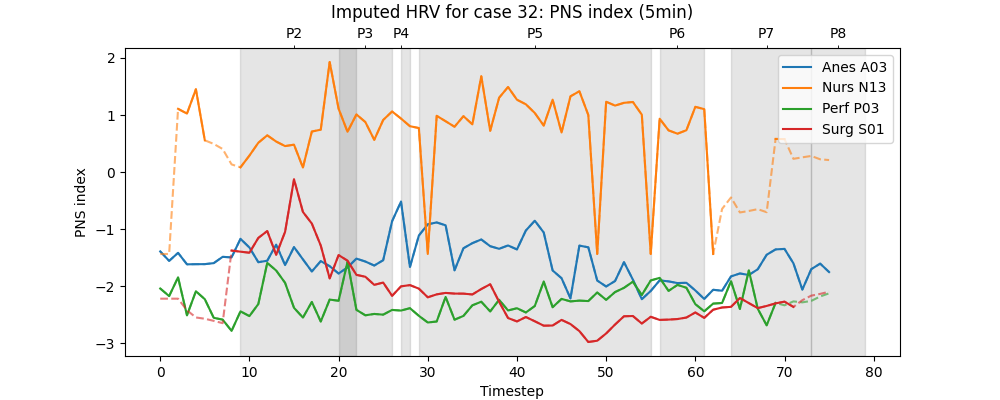 Imputed HRV for case 32: PNS index (5min)
P2 P3 P4 P5 P6 P7 P8
PNS index
2
1
0
−1
−2
−3
Anes A03
Nurs N13
Perf P03
Surg S01
0 10 20 30 40 50 60 70 80
Timestep